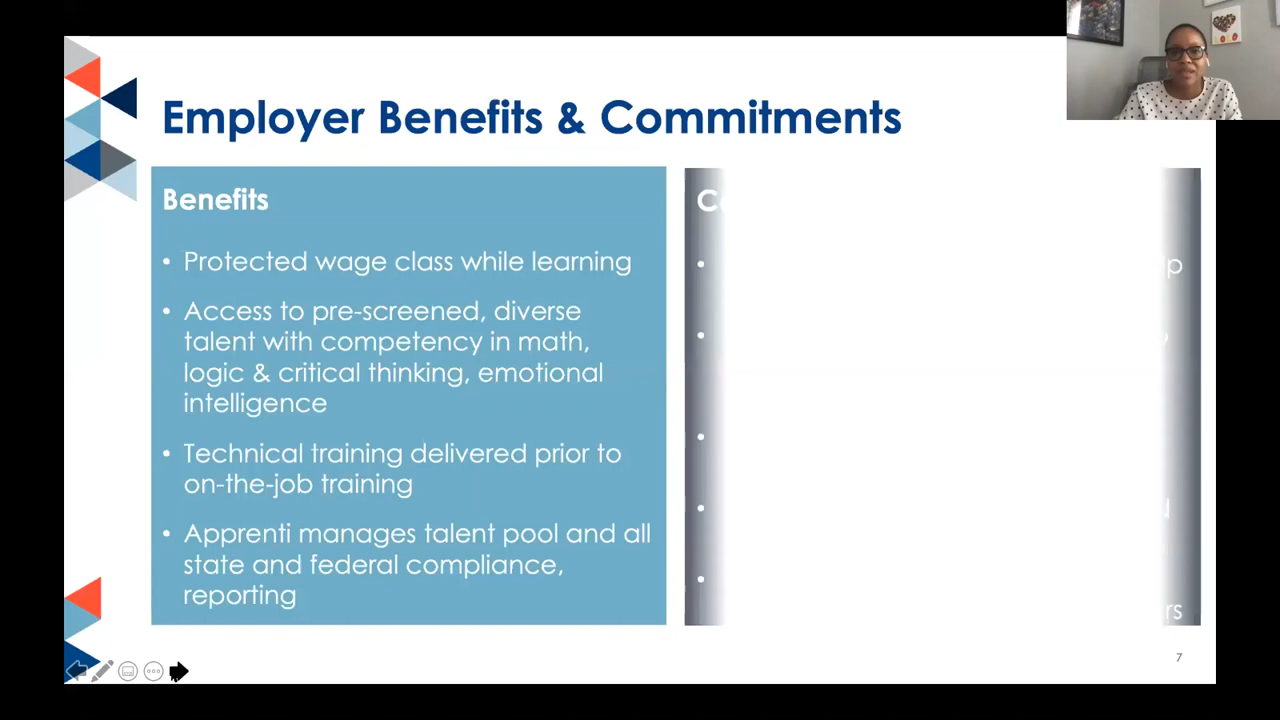 Employer Benefits & Commitments
Benefits
• Protected wage class while learning
• Access to pre-screened, diverse
talent with competency in math,
logic & critical thinking, emotional
intelligence
• Technical training delivered prior to
on-the-job training
• Apprenti manages talent pool and all
state and federal compliance,
reporting
7